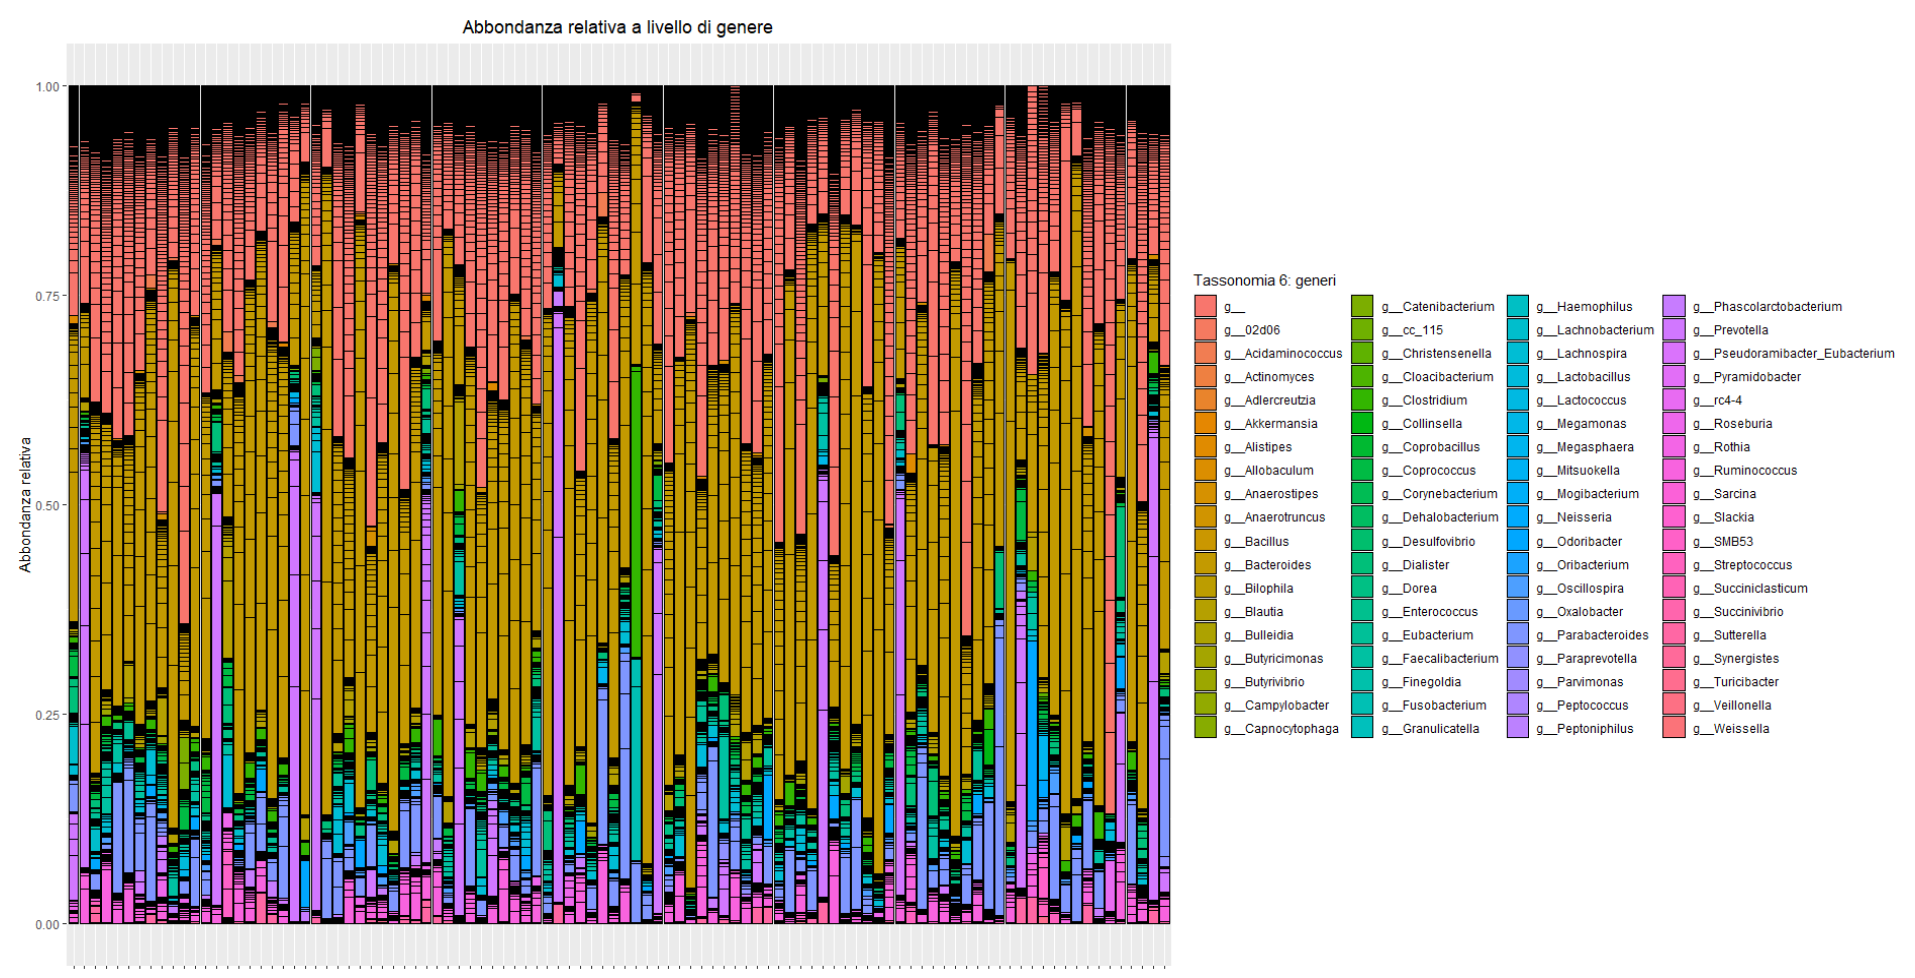 Abbondanza relativa a livello di genere
1.00
0.75
0.50
0.25
0.00
Abbondanza relativa
Tassonomia 6: generi
g__
g__02d06
g__Acidaminococcus
g__Actinomyces
g__Adlercreutzia
g__Akkermansia
g__Alistipes
g__Allobaculum
g__Anaerostipes
g__Anaerotruncus
g__Bacillus
g__Bacteroides
g__Bilophila
g__Blautia
g__Bulleidia
g__Butyricimonas
g__Butyrivibrio
g__Campylobacter
g__Capnocytophaga
g__Catenibacterium
g__cc_115
g__Christensenella
g__Cloacibacterium
g__Clostridium
g__Collinsella
g__Coprobacillus
g__Coprococcus
g__Corynebacterium
g__Dehalobacterium
g__Desulfovibrio
g__Dialister
g__Dorea
g__Enterococcus
g__Eubacterium
g__Faecalibacterium
g__Finegoldia
g__Fusobacterium
g__Granulicatella
g__Haemophilus
g__Lachnobacterium
g__Lachnospira
g__Lactobacillus
g__Lactococcus
g__Megamonas
g__Megasphaera
g__Mitsuokella
g__Mogibacterium
g__Neisseria
g__Odoribacter
g__Oribacterium
g__Oscillospira
g__Oxalobacter
g__Parabacteroides
g__Paraprevotella
g__Parvimonas
g__Peptococcus
g__Peptoniphilus
g__Phascolarctobacterium
g__Prevotella
g__Pseudoramibacter_Eubacterium
g__Pyramidobacter
g__rc4-4
g__Roseburia
g__Rothia
g__Ruminococcus
g__Sarcina
g__Slackia
g__SMB53
g__Streptococcus
g__Succiniclasticum
g__Succinivibrio
g__Sutterella
g__Synergistes
g__Turicibacter
g__Veillonella
g__Weissella